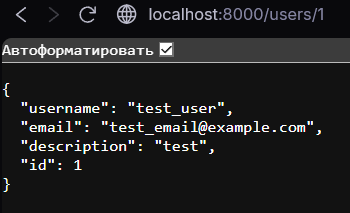 localhost:8000/users/1
Автоформатировать
{
  "username": "test_user",
  "email": "test_email@example.com",
  "description": "test",
  "id": 1
}